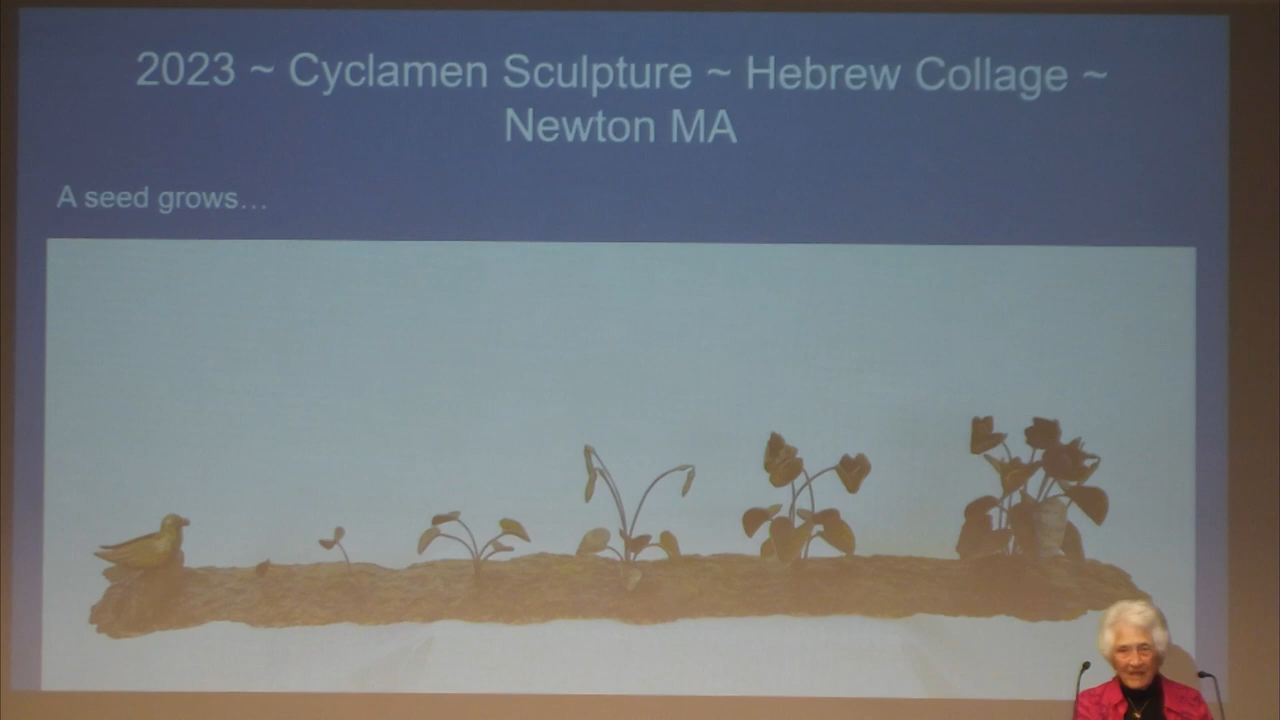 2023 ~ Cyclamen Sculpture ~ Hebrew Collage ~
Newton MA
A seed grows…